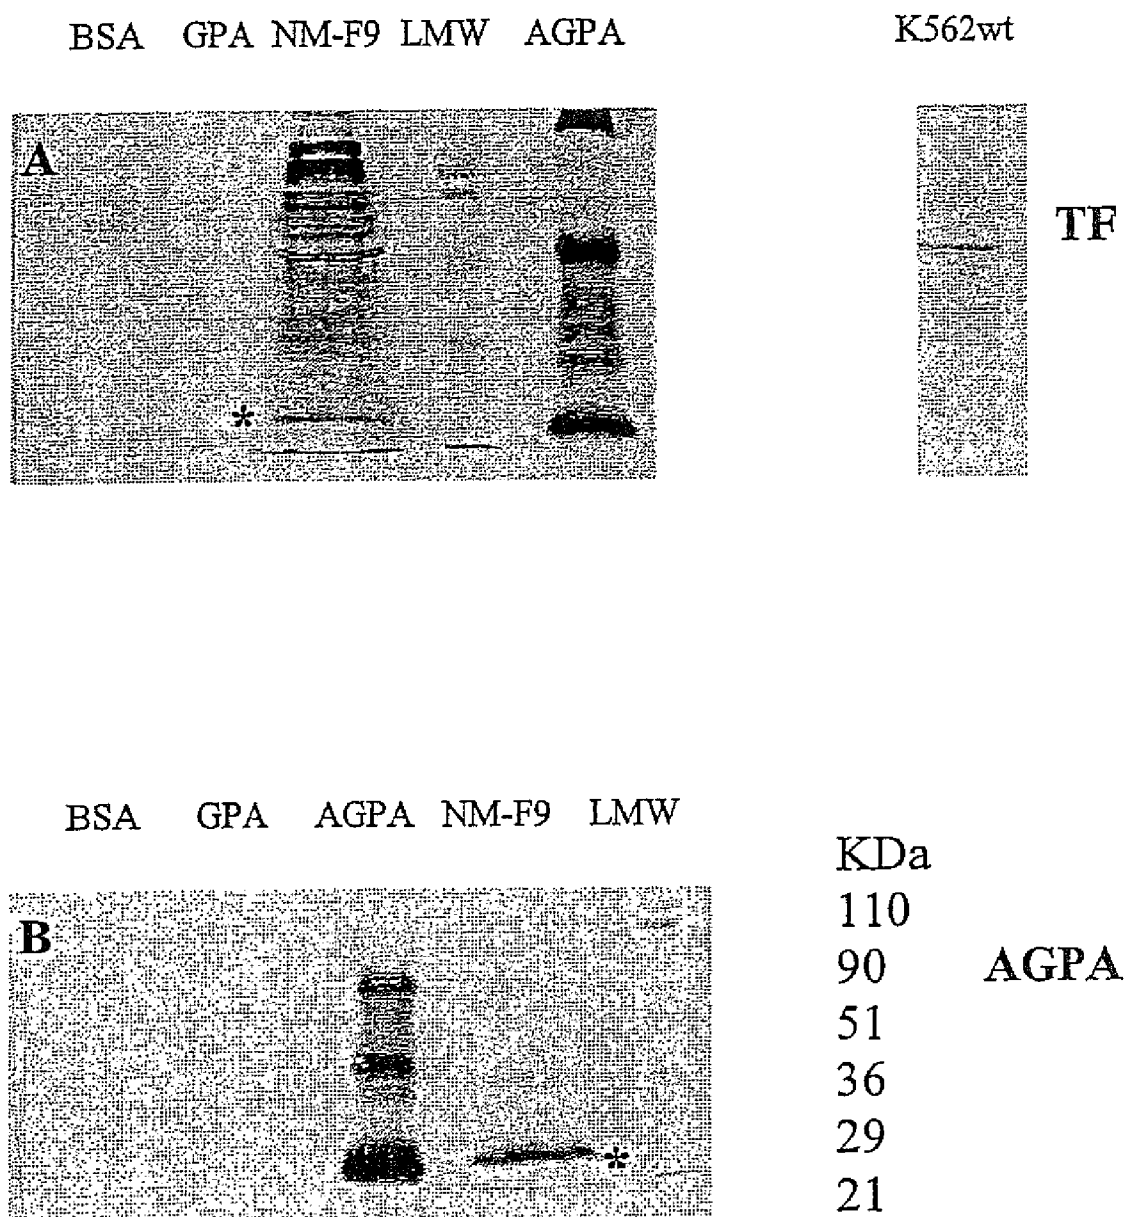 BSA GPA NM-F9 LMW AGPA K562wt
A
TF
*
BSA GPA AGPA NM-F9 LMW
KDa
110
B
90 AGPA
51
36
29
*
21